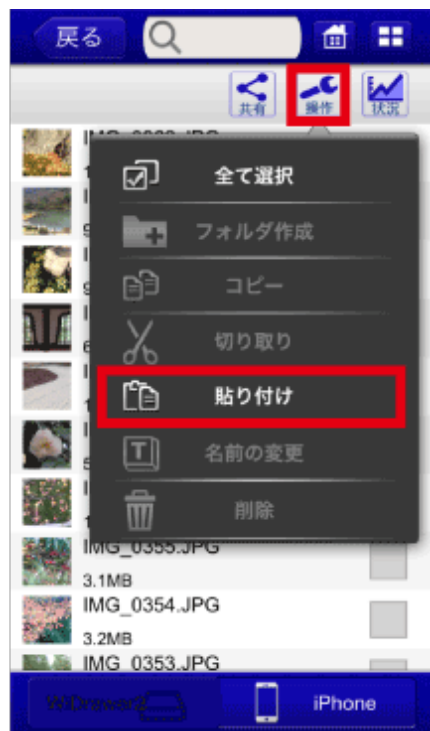 戻る
共有
操作
状況
全て選択
フォルダ作成
コピー
切り取り
貼り付け
名前の変更
削除
IMG_0355.JPG
3.1MB
IMG_0354.JPG
3.2MB
IMG_0353.JPG
iPhone